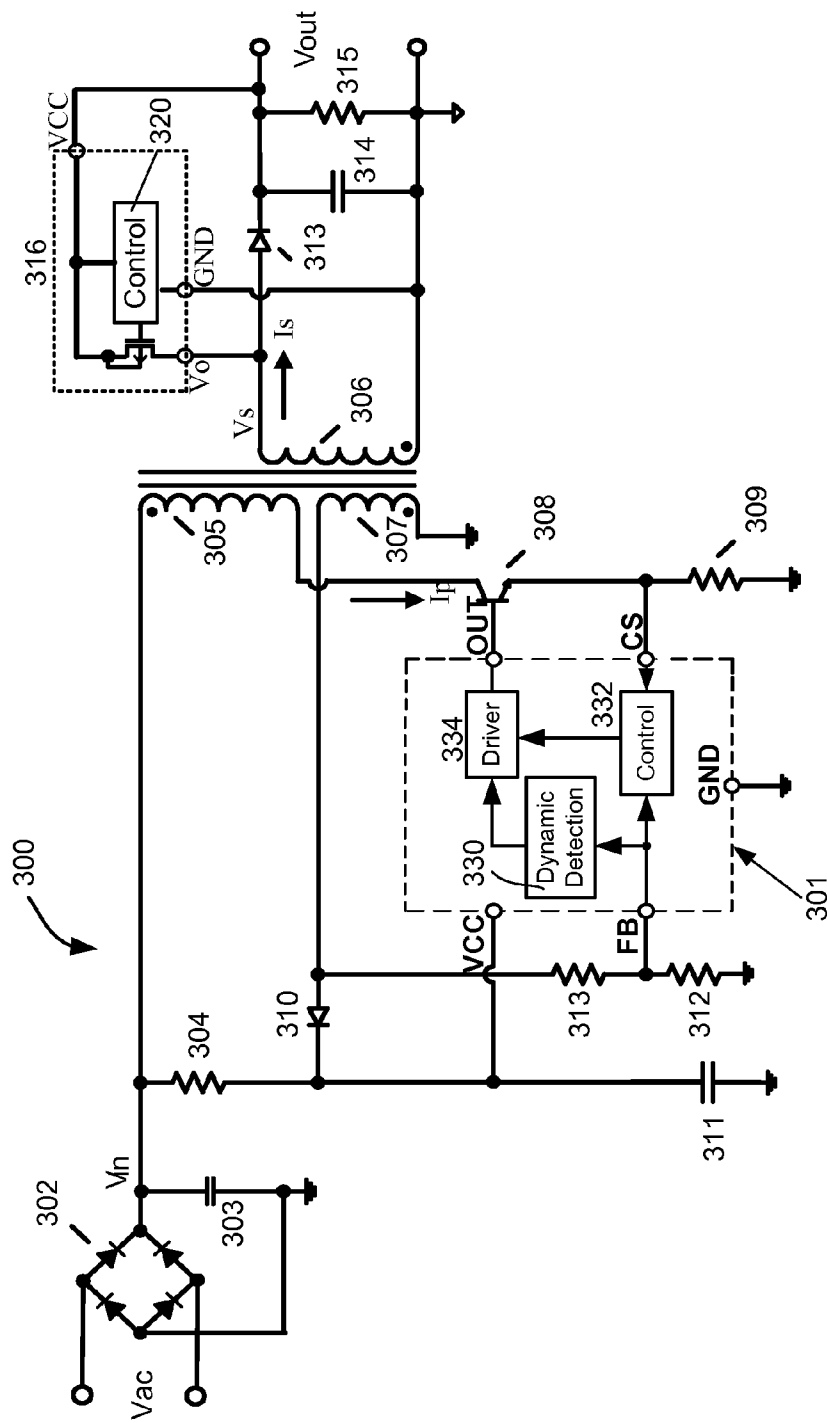 300
316
VCC
320
Control
Vo
GND
Vs
Is
313
314
315
Vout
306
305
307
Ip
308
309
OUT
CS
334
Driver
332
Control
330
Dynamic
Detection
GND
301
VCC
FB
310
313
312
304
311
302
Vin
303
Vac